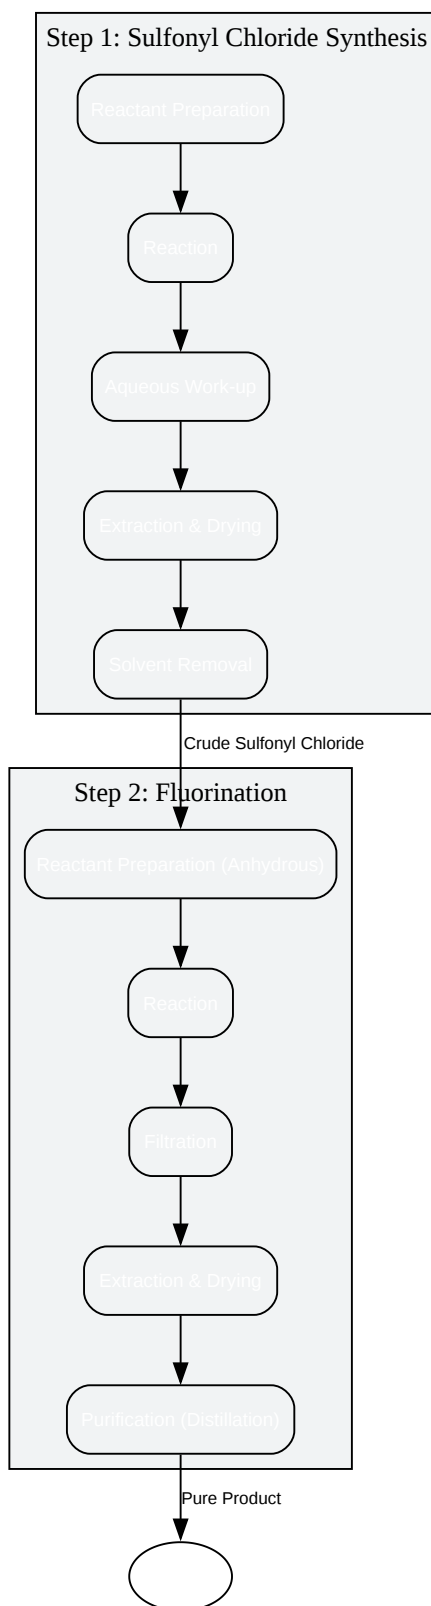 Step 1: Sulfonyl Chloride Synthesis
Reactant Preparation
Reaction
Aqueous Work-up
Extraction & Drying
Solvent Removal
Crude Sulfonyl Chloride
Step 2: Fluorination
Reactant Preparation (Anhydrous)
Reaction
Filtration
Extraction & Drying
Purification (Distillation)
Pure Product